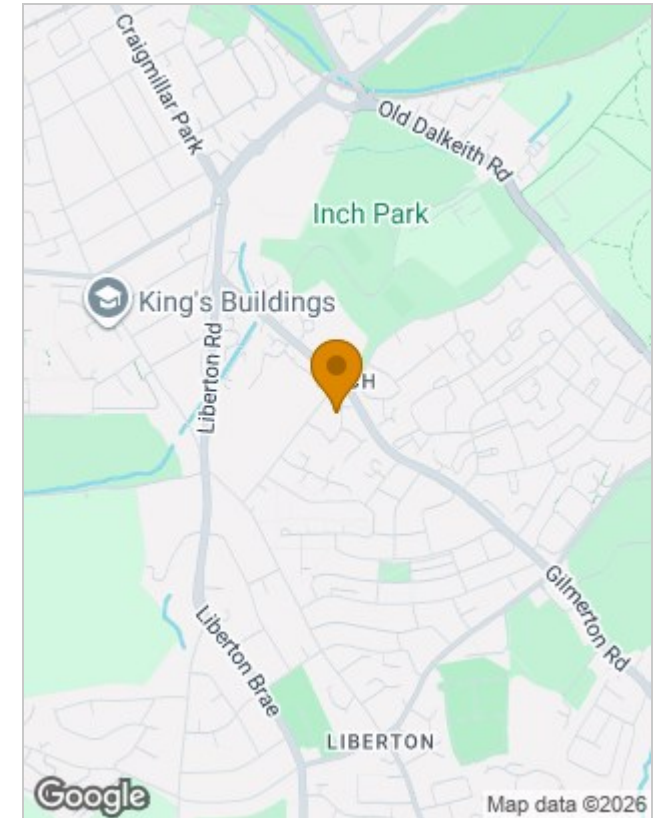 Craigmillar Park
Old Dalkeith Rd
Inch Park
King's Buildings
Liberton Rd
CH
Gilmerton Rd
Liberton Brae
LIBERTON
Google
Map data ©2026